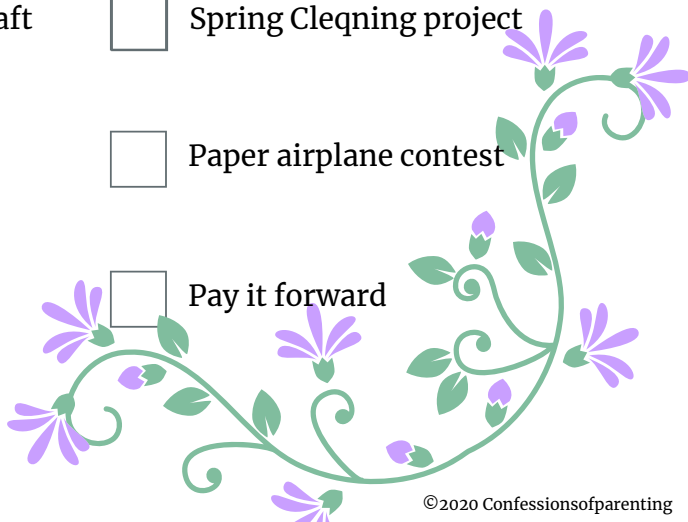 aft
Spring Cleqning project
Paper airplane contest
Pay it forward
©2020 Confessionsofparenting